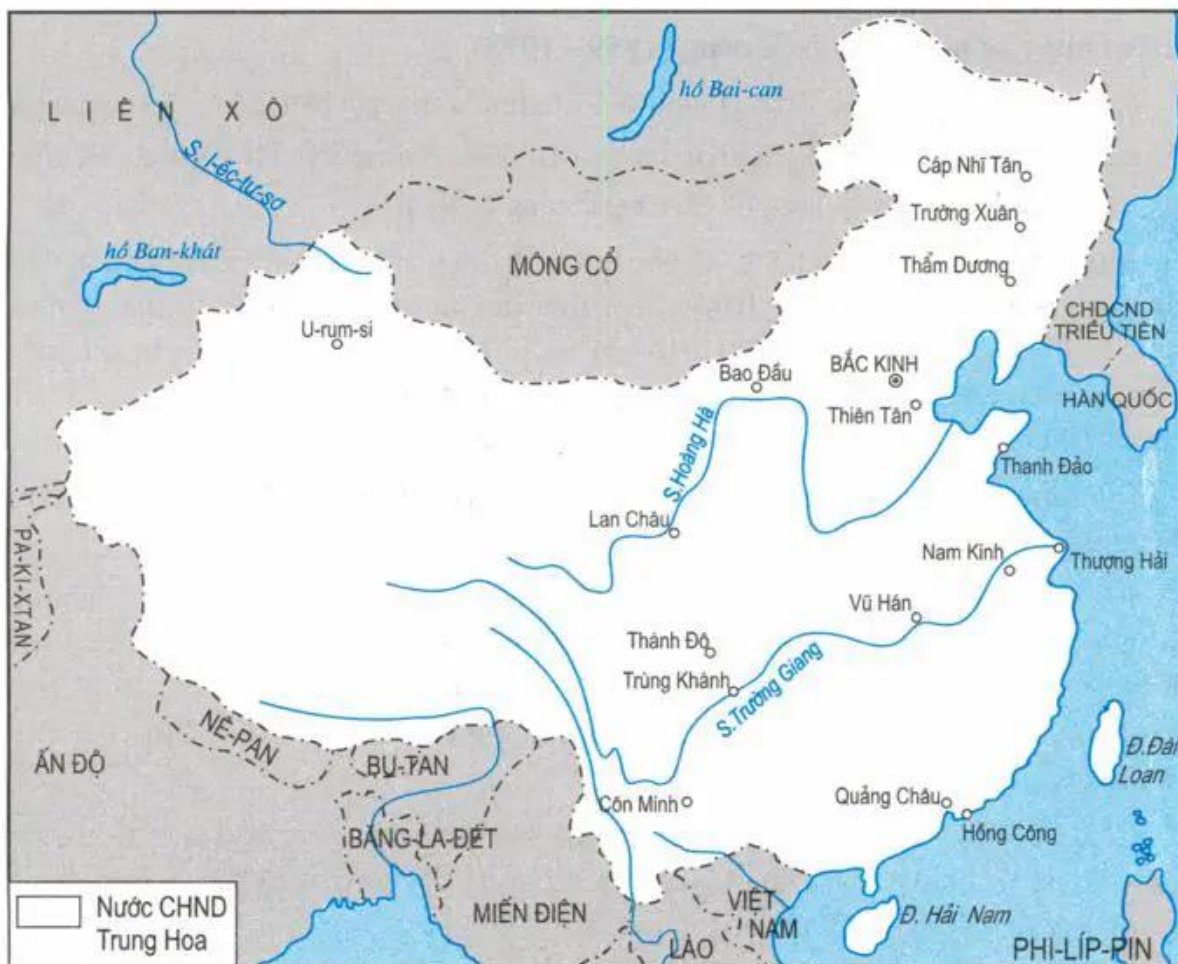 LIÊN XÔ
hồ Bai-can
S. I-ếc-tư-sơ
hồ Ban-khát
MÔNG CỔ
Cáp Nhĩ Tân
Trường Xuân
Thẩm Dương
CHDCND
TRIỀU TIÊN
HÀN QUỐC
U-rum-si
Bao Đầu
BẮC KINH
Thiên Tân
S.Hoàng Hà
Thanh Đảo
Lan Châu
PA-KI-XTAN
Nam Kinh
Thượng Hải
Vũ Hán
Thành Đô
Trùng Khánh
S.Trường Giang
NÊ-PAN
ẤN ĐỘ
BU-TAN
Đ.Đài
Loan
Côn Minh
Quảng Châu
Hồng Công
BĂNG-LA-ĐÉT
MIẾN ĐIỆN
VIỆT
NAM
LÀO
Đ. Hải Nam
PHI-LÍP-PIN
Nước CHND
Trung Hoa